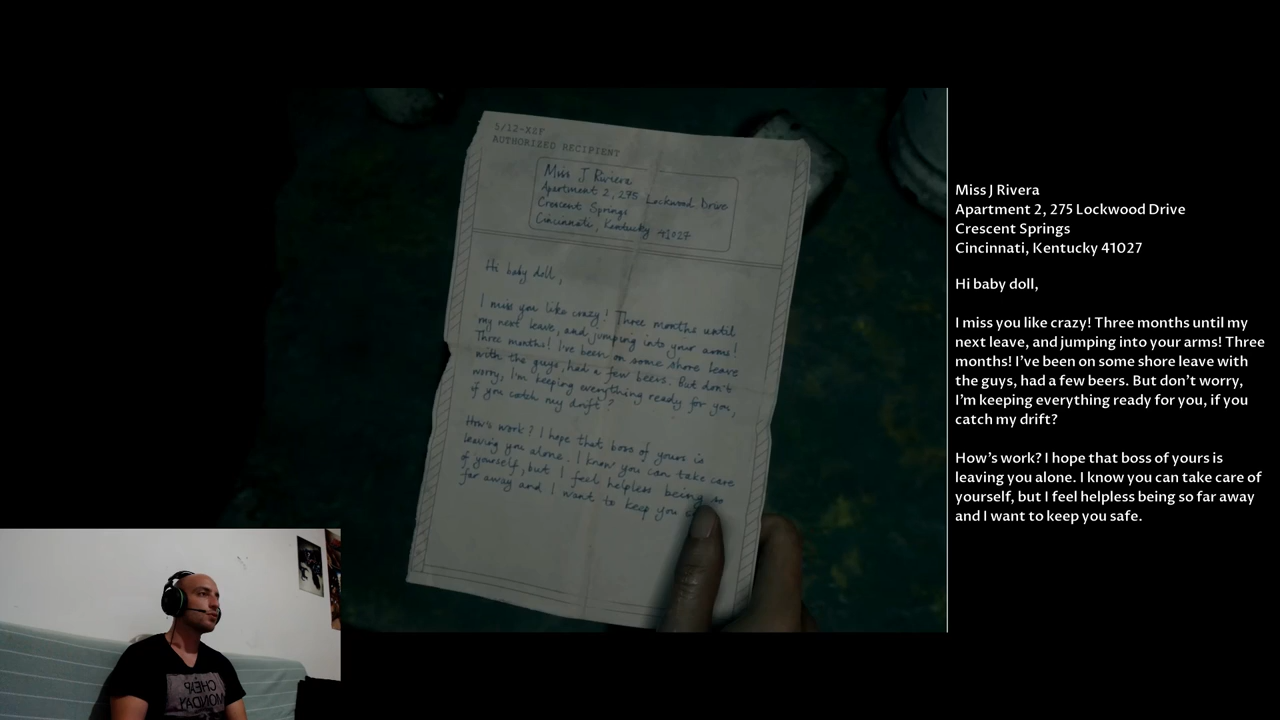 5/12-XSF
AUTHORIZED RECIPIENT
Miss J Riviera
Apartment 2, 275 Lockwood Drive
Crescent Springs
Cincinnati, Kentucky 41027
Hi baby doll,
I miss you like crazy! Three months until
my next leave, and jumping into your arms!
Three months! I've been on some shore leave
with the guys, had a few beers. But don't
worry, I'm keeping everything ready for you,
if you catch my drift?
How's work? I hope that boss of yours is
leaving you alone. I know you can take care
of yourself, but I feel helpless being so
far away and I want to keep you
Miss J Rivera
Apartment 2, 275 Lockwood Drive
Crescent Springs
Cincinnati, Kentucky 41027
Hi baby doll,
I miss you like crazy! Three months until my
next leave, and jumping into your arms! Three
months! I've been on some shore leave with
the guys, had a few beers. But don't worry,
I'm keeping everything ready for you, if you
catch my drift?
How's work? I hope that boss of yours is
leaving you alone. I know you can take care of
yourself, but I feel helpless being so far away
and I want to keep you safe.
CHEAP
MONDAY